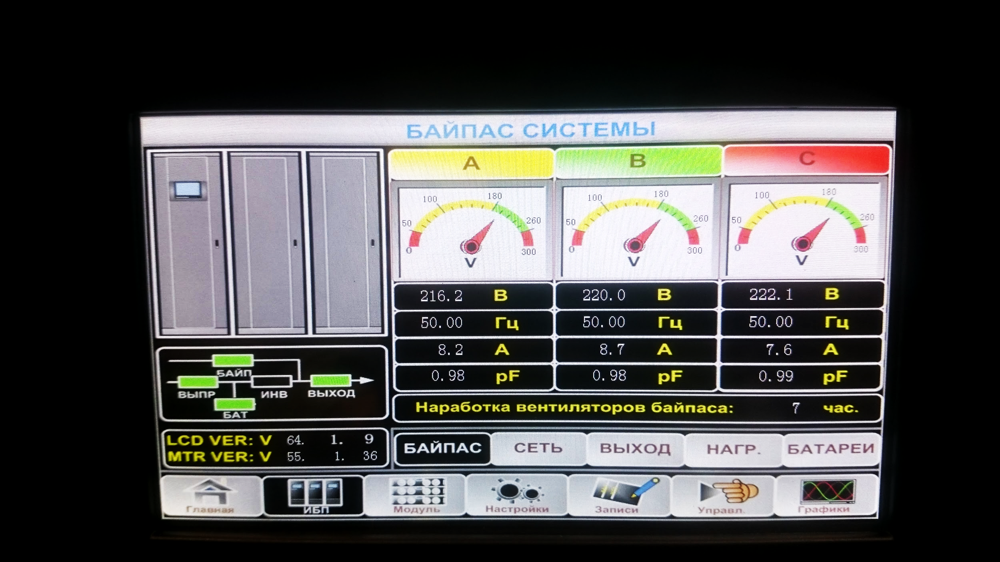 БАЙПАС СИСТЕМЫ
A B C
0 50 100 180 260 300 V
0 50 100 180 260 300 V
0 50 100 180 260 300 V
216.2 В 220.0 В 222.1 В
50.00 Гц 50.00 Гц 50.00 Гц
8.2 А 8.7 А 7.6 А
0.98 pF 0.98 pF 0.99 pF
Наработка вентиляторов байпаса: 7 час.
БАЙП
ВЫПР ИНВ ВЫХОД
БАТ
LCD VER: V 64. 1. 9
MTR VER: V 55. 1. 36
БАЙПАС СЕТЬ ВЫХОД НАГР. БАТАРЕИ
Главная ИБП Модуль Настройки Записи Управл. Графики